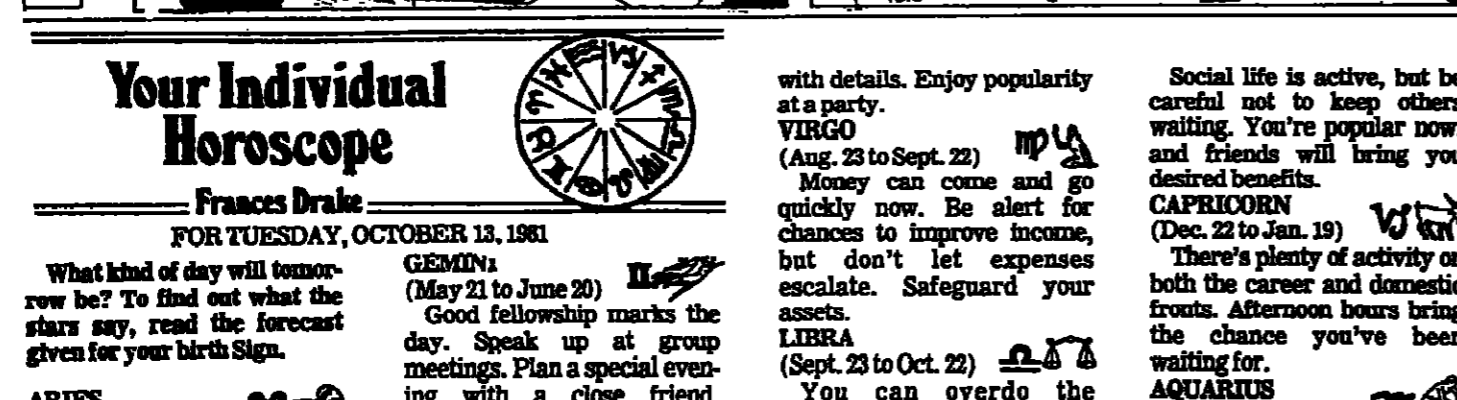 Your Individual
Horoscope
Frances Drake
FOR TUESDAY, OCTOBER 13, 1981
What kind of day will tomor-
row be? To find out what the
stars say, read the forecast
given for your birth Sign.
ARIES
GEMINI
(May 21 to June 20)
Good fellowship marks the
day. Speak up at group
meetings. Plan a special even-
ing with a close friend
with details. Enjoy popularity
at a party.
VIRGO
(Aug. 23 to Sept. 22)
Money can come and go
quickly now. Be alert for
chances to improve income,
but don't let expenses
escalate. Safeguard your
assets.
LIBRA
(Sept. 23 to Oct. 22)
You can overdo the
Social life is active, but be
careful not to keep others
waiting. You're popular now
and friends will bring you
desired benefits.
CAPRICORN
(Dec. 22 to Jan. 19)
There's plenty of activity on
both the career and domestic
fronts. Afternoon hours bring
the chance you've been
waiting for.
AQUARIUS